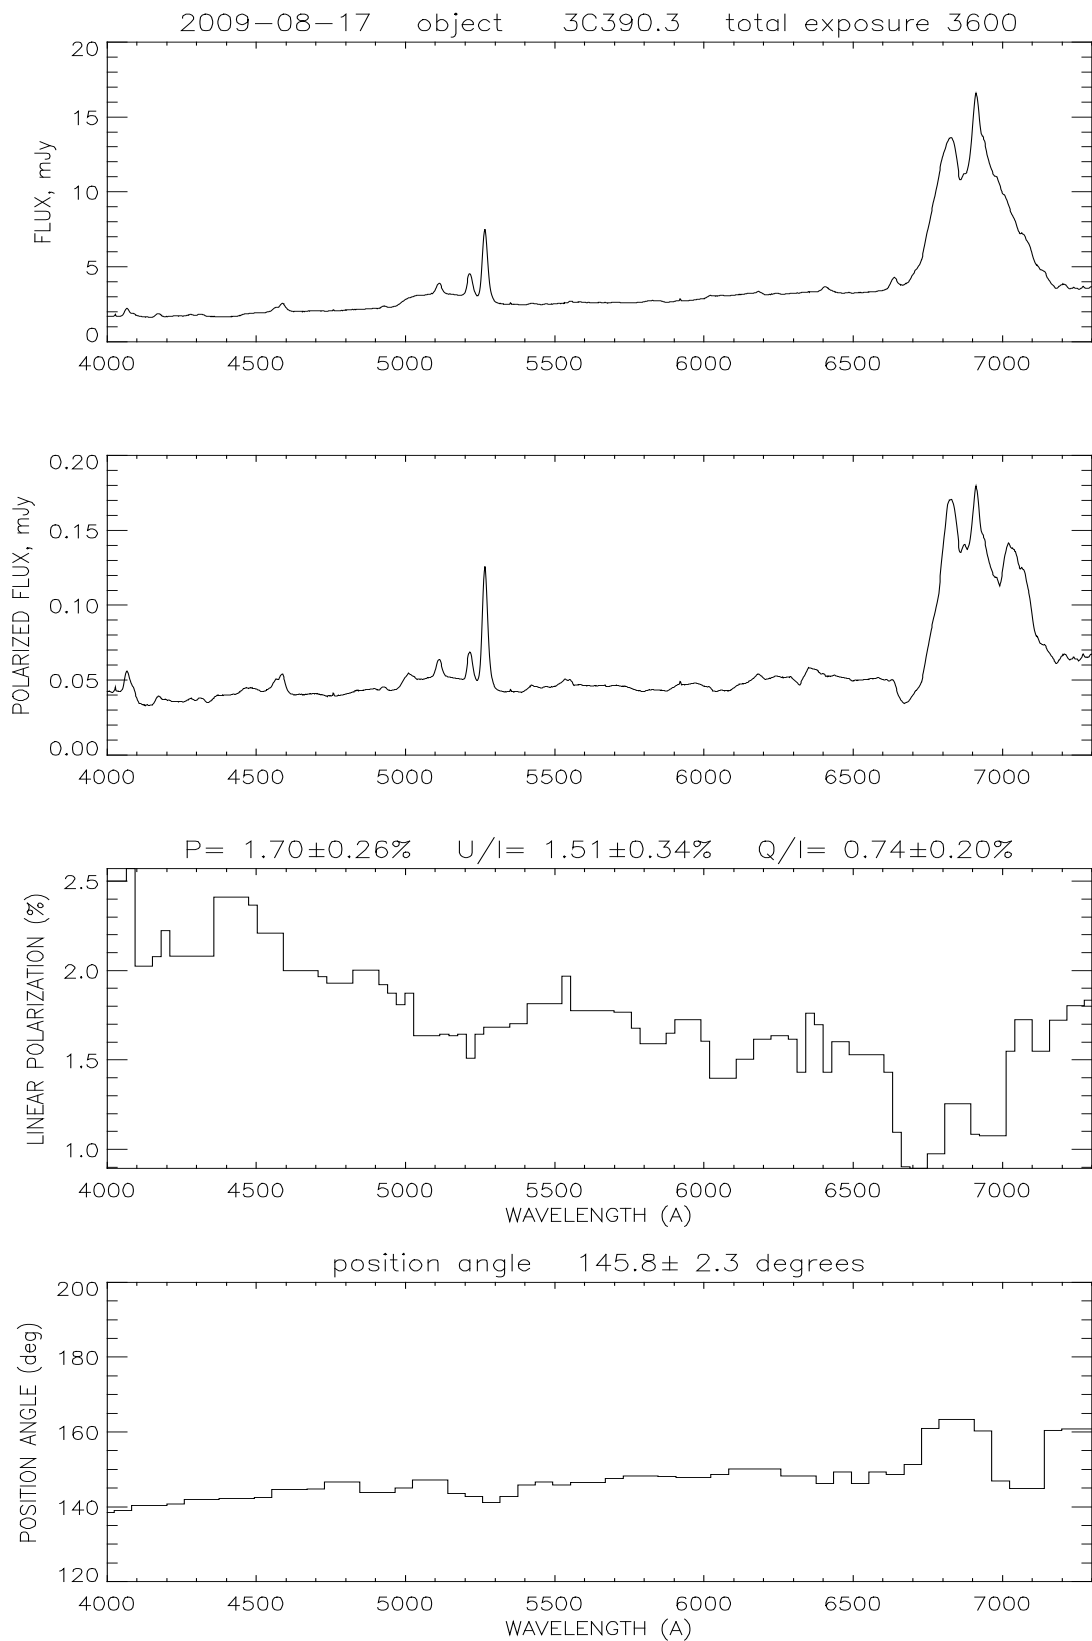 2009-08-17 object 3C390.3 total exposure 3600
20
15
10
5
0
FLUX, mJy
4000 4500 5000 5500 6000 6500 7000
0.20
0.15
0.10
0.05
0.00
POLARIZED FLUX, mJy
4000 4500 5000 5500 6000 6500 7000
P= 1.70±0.26% U/I= 1.51±0.34% Q/I= 0.74±0.20%
2.5
2.0
1.5
1.0
LINEAR POLARIZATION (%)
4000 4500 5000 5500 6000 6500 7000
WAVELENGTH (A)
position angle 145.8± 2.3 degrees
200
180
160
140
120
POSITION ANGLE (deg)
4000 4500 5000 5500 6000 6500 7000
WAVELENGTH (A)